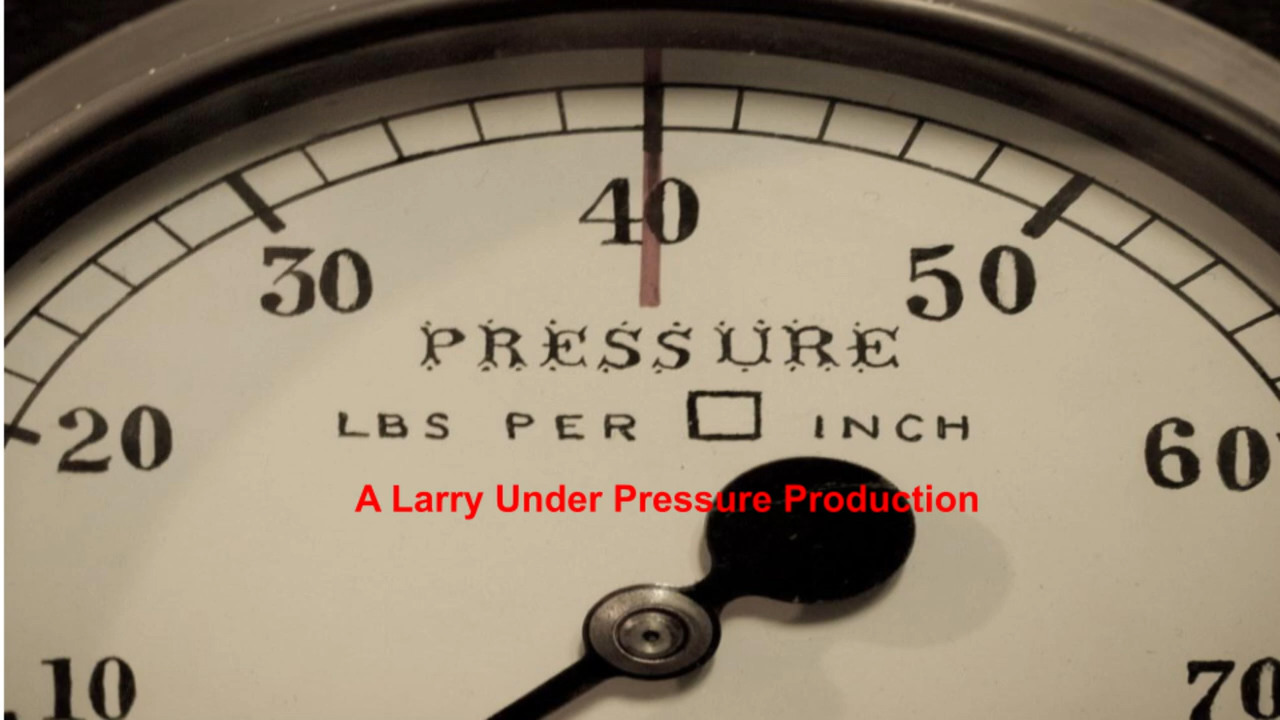 40
30
50
PRESSURE
LBS PER □ INCH
20
60
A Larry Under Pressure Production
10
70